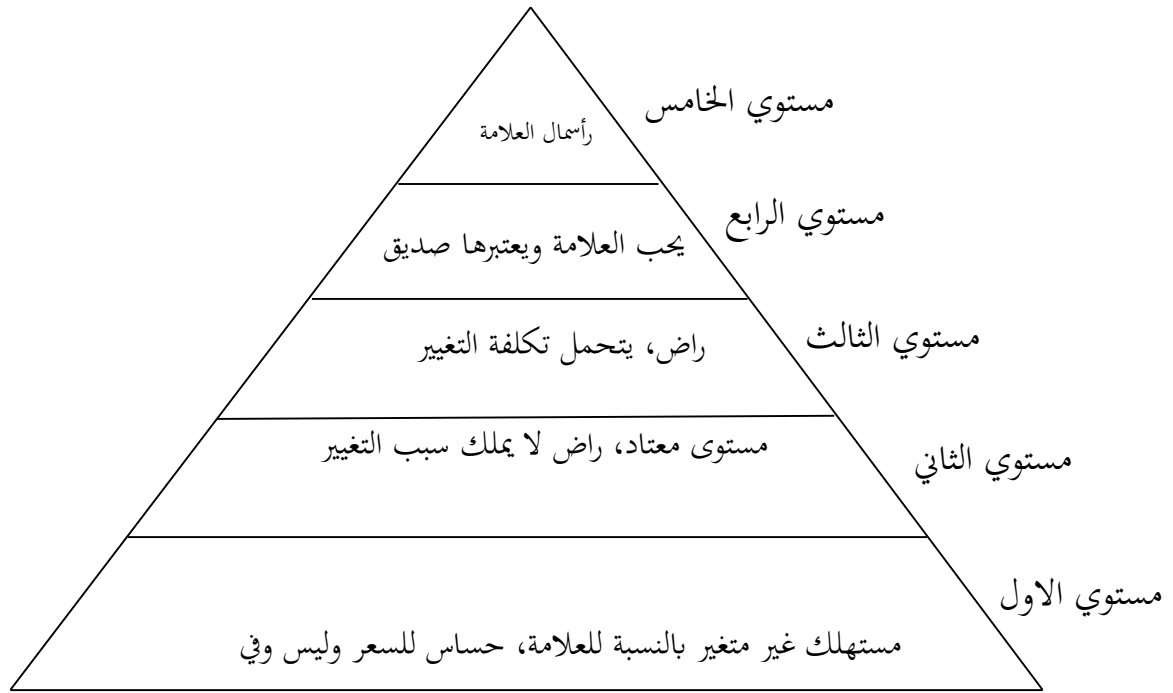 مستوي الخامس
رأسمال العلامة
مستوي الرابع
يحب العلامة ويعتبرها صديق
مستوي الثالث
راض، يتحمل تكلفة التغيير
مستوي الثاني
مستوى معتاد، راض لا يملك سبب التغيير
مستوي الاول
مستهلك غير متغير بالنسبة للعلامة، حساس للسعر وليس وفي